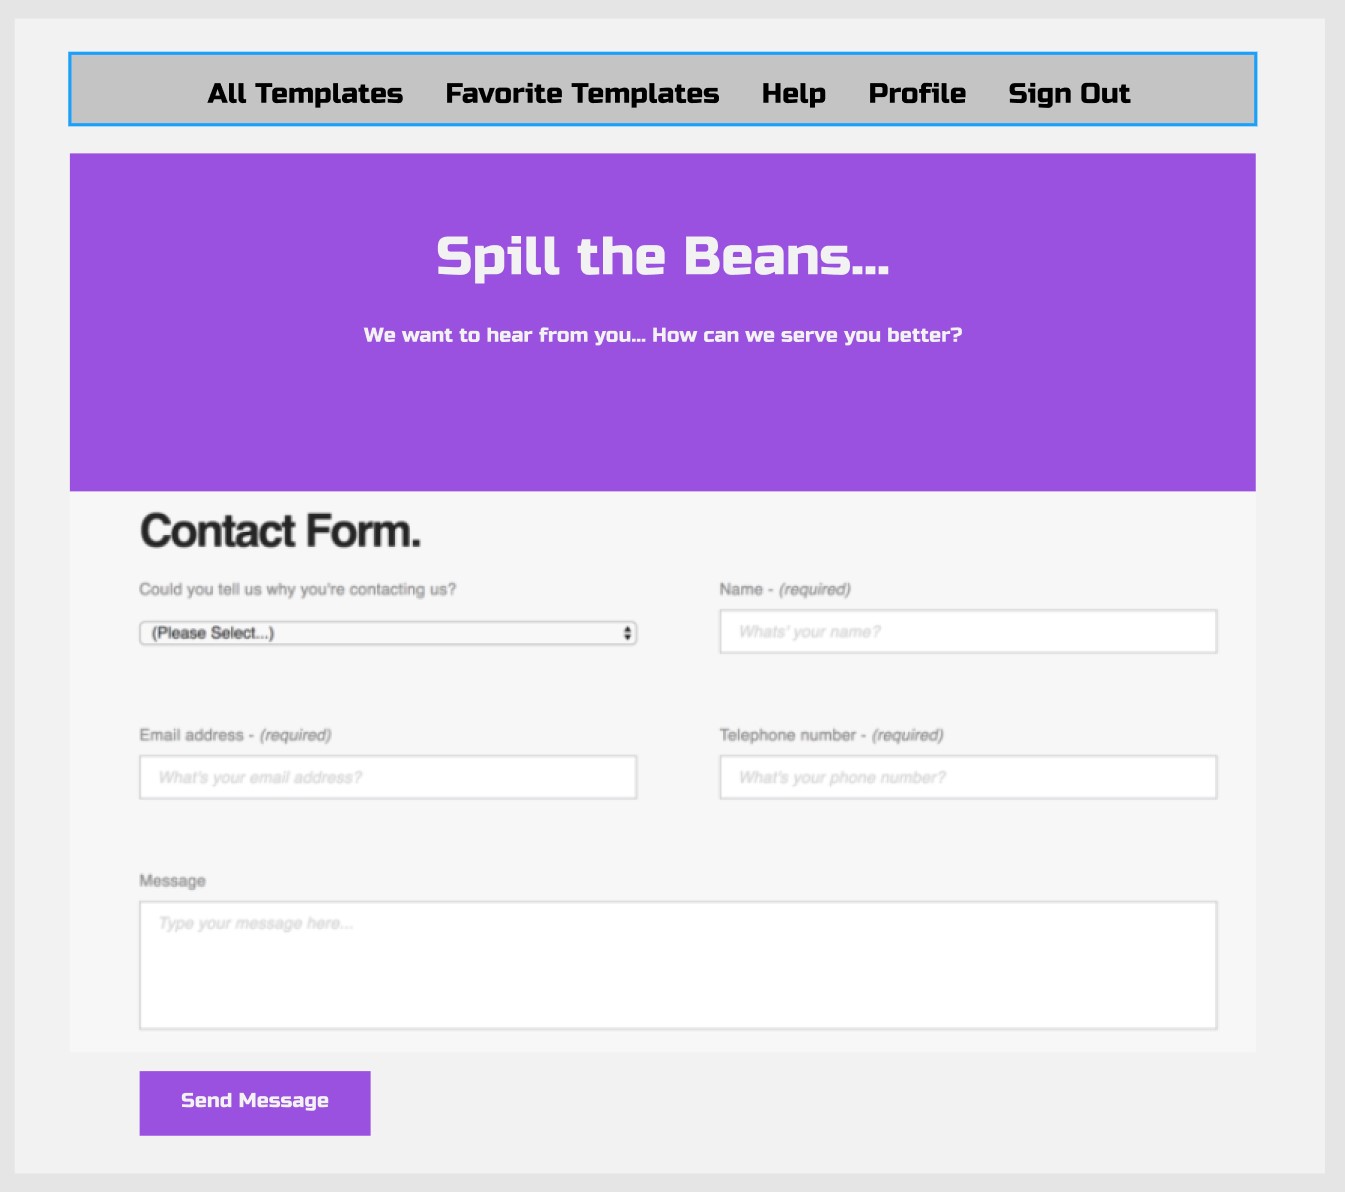 All Templates Favorite Templates Help Profile Sign Out
Spill the Beans...
We want to hear from you... How can we serve you better?
Contact Form.
Could you tell us why you're contacting us?
Name - (required)
(Please Select...)
Whats' your name?
Email address - (required)
Telephone number - (required)
What's your email address?
What's your phone number?
Message
Type your message here...
Send Message